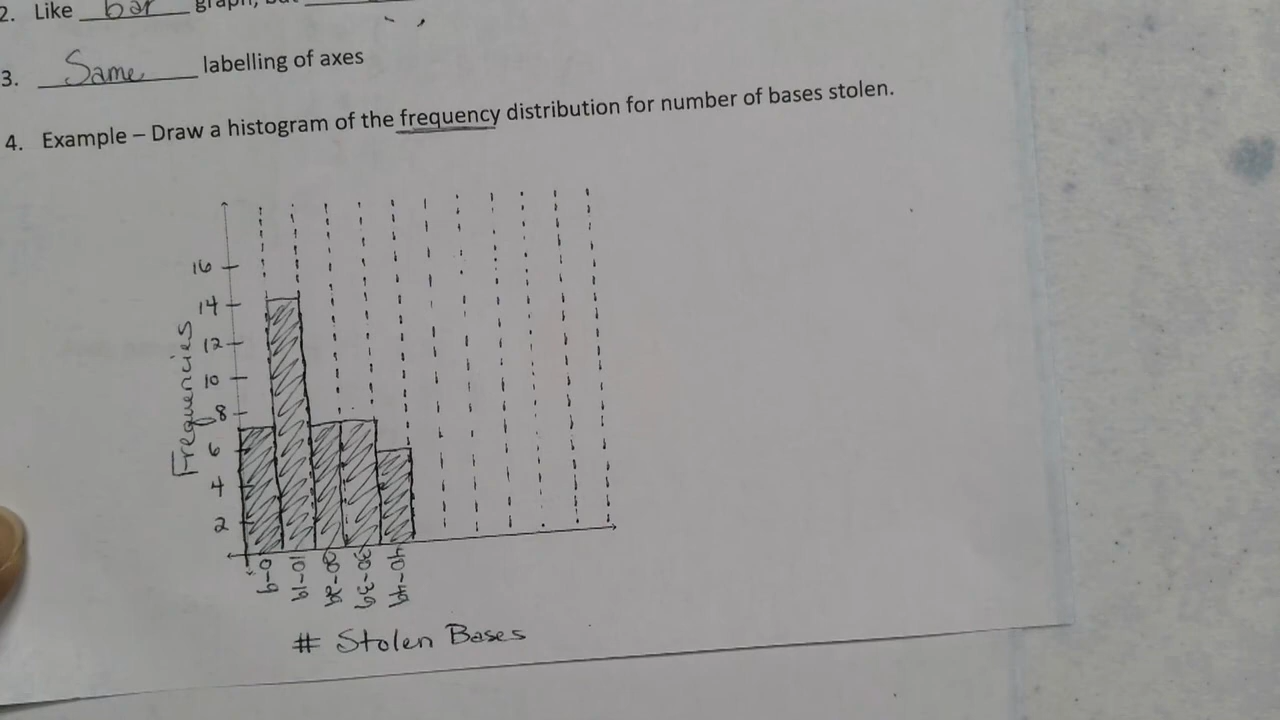 2. Like bar graph, but
3. Same labelling of axes
4. Example – Draw a histogram of the frequency distribution for number of bases stolen.
16
14
12
10
8
6
4
2
Frequencies
0-9
10-19
20-29
30-39
40-49
# Stolen Bases